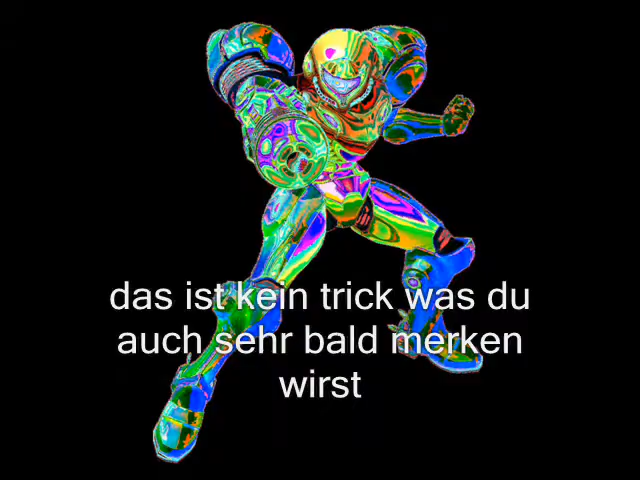 das ist kein trick was du
auch sehr bald merken
wirst